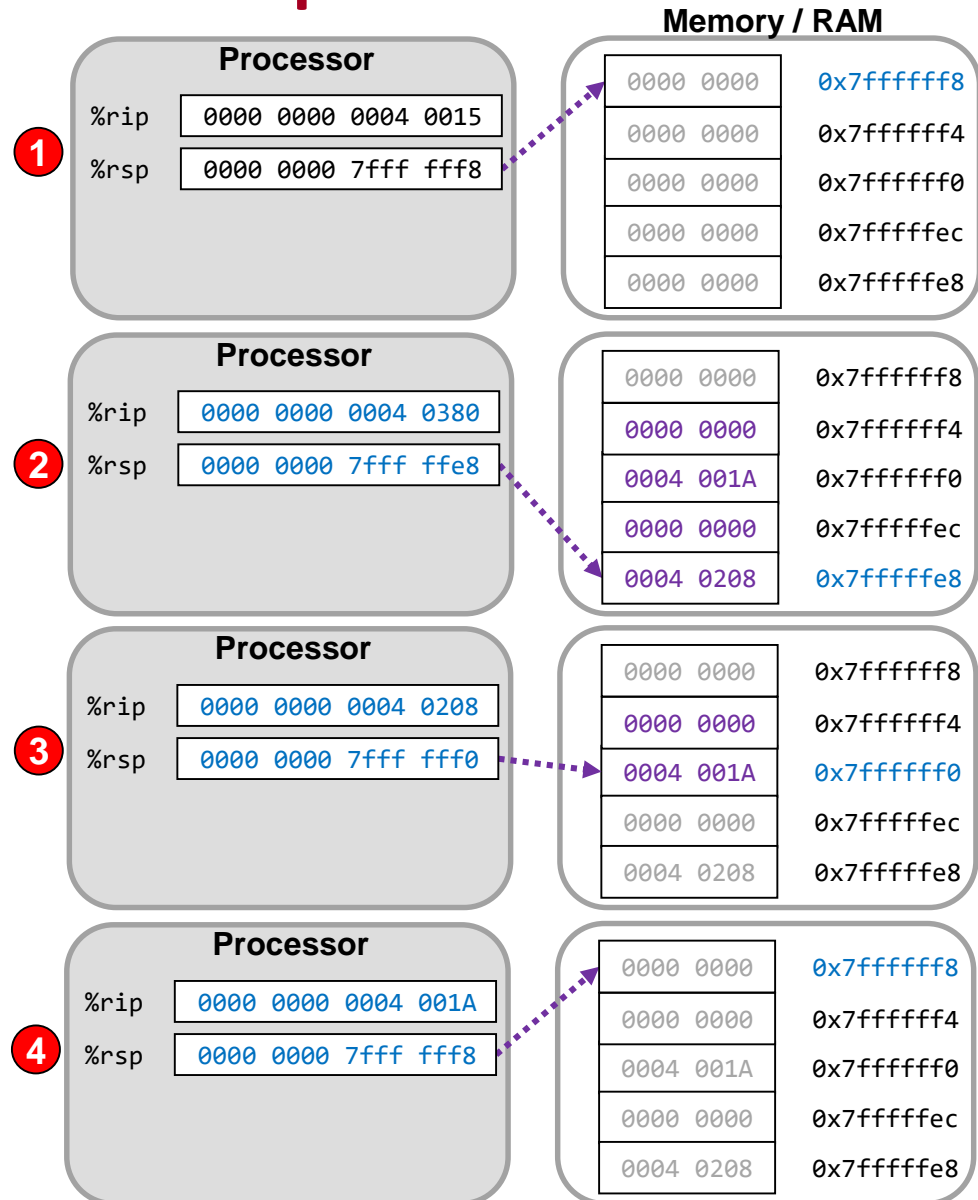 Memory / RAM
Processor
1
%rip 0000 0000 0004 0015
%rsp 0000 0000 7fff fff8
0000 0000 0x7ffffff8
0000 0000 0x7ffffff4
0000 0000 0x7ffffff0
0000 0000 0x7fffffec
0000 0000 0x7fffffe8
Processor
2
%rip 0000 0000 0004 0380
%rsp 0000 0000 7fff ffe8
0000 0000 0x7ffffff8
0000 0000 0x7ffffff4
0004 001A 0x7ffffff0
0000 0000 0x7fffffec
0004 0208 0x7fffffe8
Processor
3
%rip 0000 0000 0004 0208
%rsp 0000 0000 7fff fff0
0000 0000 0x7ffffff8
0000 0000 0x7ffffff4
0004 001A 0x7ffffff0
0000 0000 0x7fffffec
0004 0208 0x7fffffe8
Processor
4
%rip 0000 0000 0004 001A
%rsp 0000 0000 7fff fff8
0000 0000 0x7ffffff8
0000 0000 0x7ffffff4
0004 001A 0x7ffffff0
0000 0000 0x7fffffec
0004 0208 0x7fffffe8